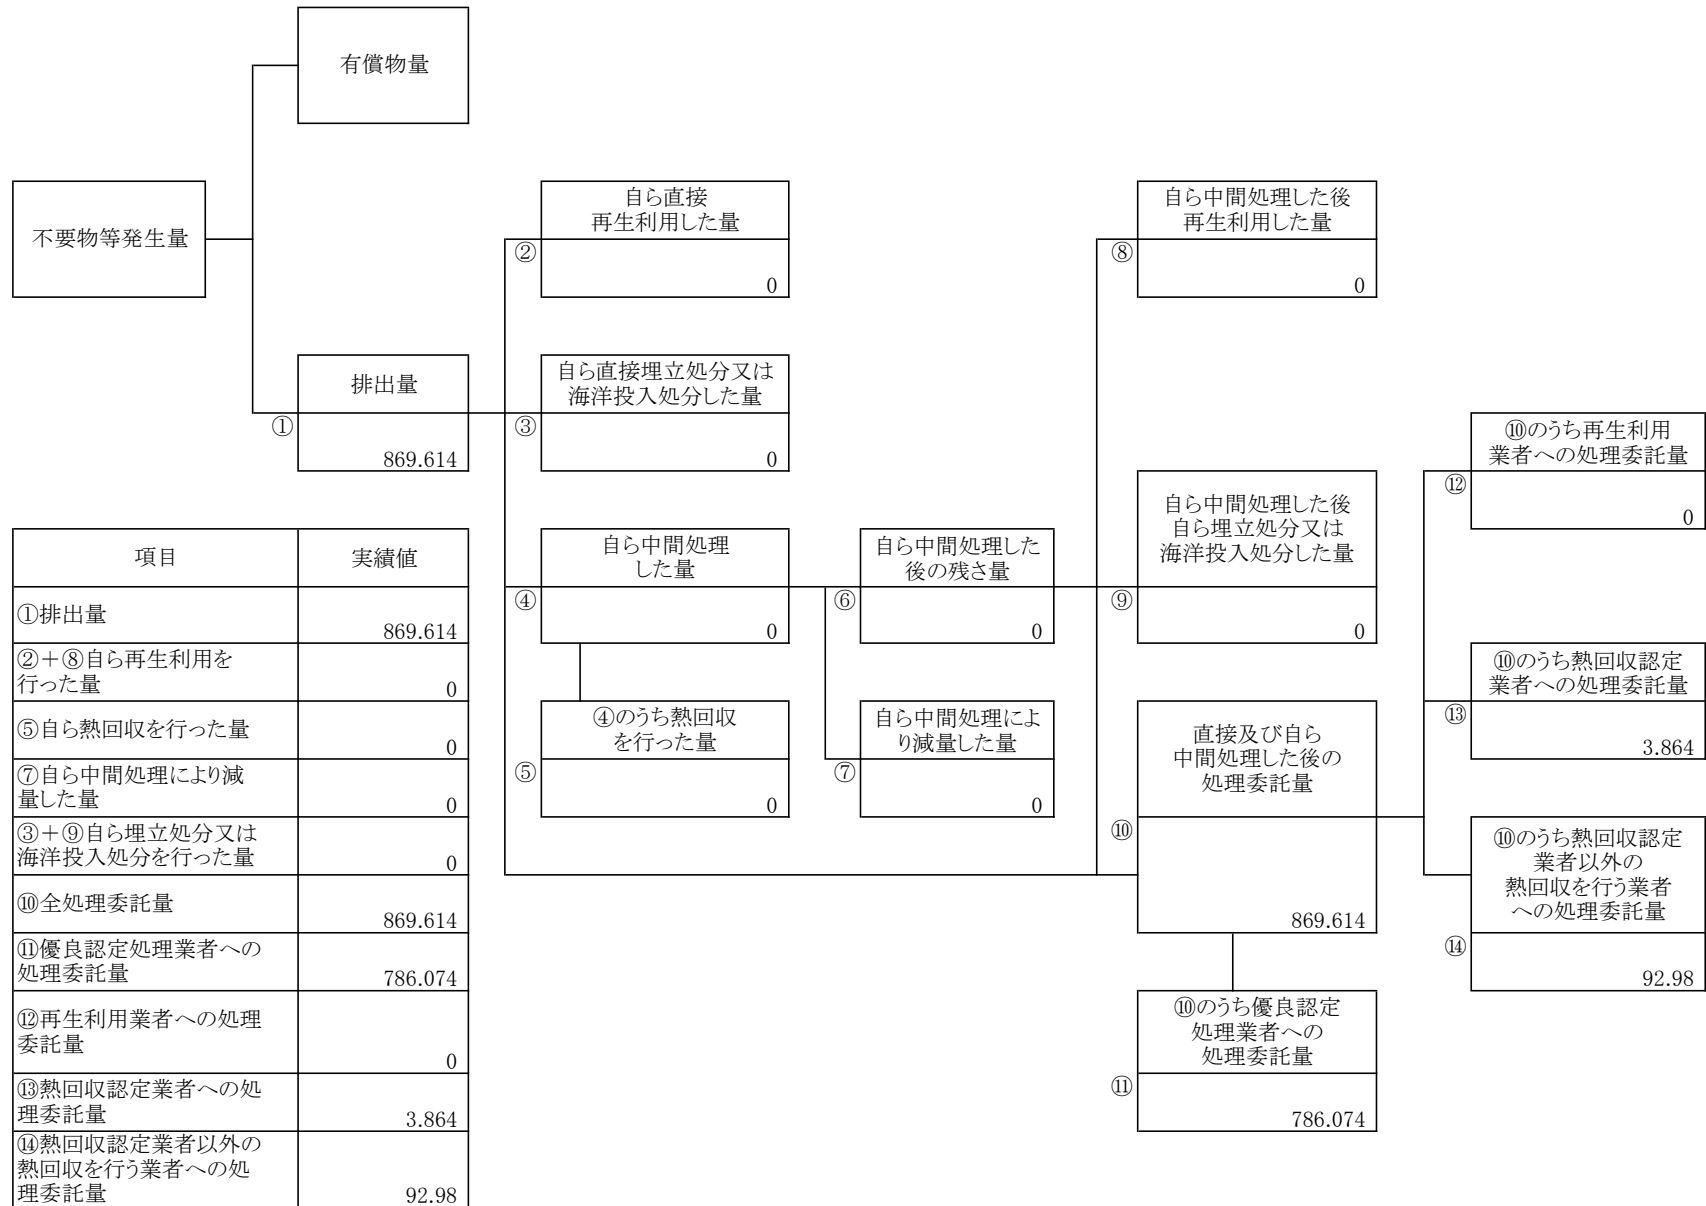 有償物量
不要物等発生量
排出量
①
869.614
自ら直接
再生利用した量
②
0
自ら直接埋立処分又は
海洋投入処分した量
③
0
自ら中間処理
した量
④
0
④のうち熱回収
を行った量
⑤
0
自ら中間処理した
後の残さ量
⑥
0
自ら中間処理によ
り減量した量
⑦
0
自ら中間処理した後
再生利用した量
⑧
0
自ら中間処理した後
自ら埋立処分又は
海洋投入処分した量
⑨
0
直接及び自ら
中間処理した後の
処理委託量
⑩
869.614
⑩のうち優良認定
処理業者への
処理委託量
⑪
786.074
⑩のうち再生利用
業者への処理委託量
⑫
0
⑩のうち熱回収認定
業者への処理委託量
⑬
3.864
⑩のうち熱回収認定
業者以外の
熱回収を行う業者
への処理委託量
⑭
92.98
項目 実績値
①排出量
869.614
②＋⑧自ら再生利用を
行った量
0
⑤自ら熱回収を行った量
0
⑦自ら中間処理により減
量した量
0
③＋⑨自ら埋立処分又は
海洋投入処分を行った量
0
⑩全処理委託量
869.614
⑪優良認定処理業者への
処理委託量
786.074
⑫再生利用業者への処理
委託量
0
⑬熱回収認定業者への処
理委託量
3.864
⑭熱回収認定業者以外の
熱回収を行う業者への処
理委託量
92.98